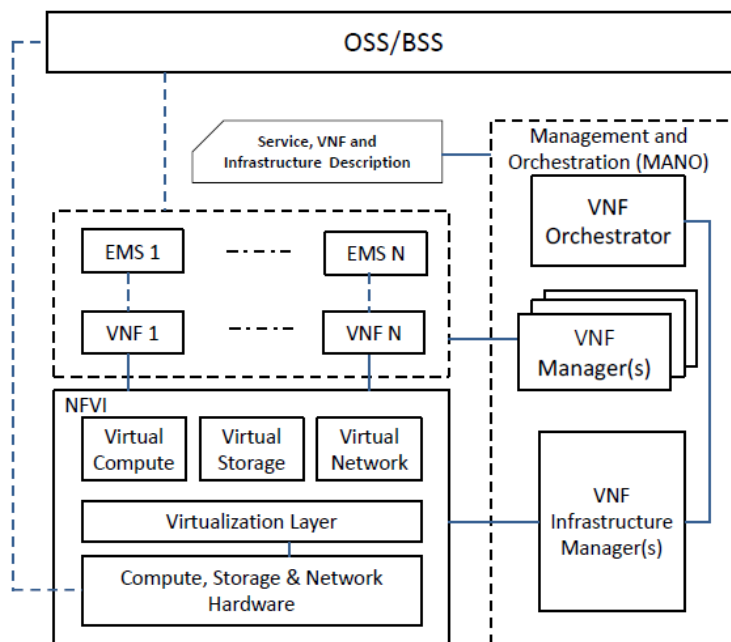 OSS/BSS
Service, VNF and
Infrastructure Description
Management and
Orchestration (MANO)
VNF
Orchestrator
EMS 1
EMS N
VNF 1
VNF N
VNF
Manager(s)
NFVI
Virtual
Compute
Virtual
Storage
Virtual
Network
Virtualization Layer
Compute, Storage & Network
Hardware
VNF
Infrastructure
Manager(s)